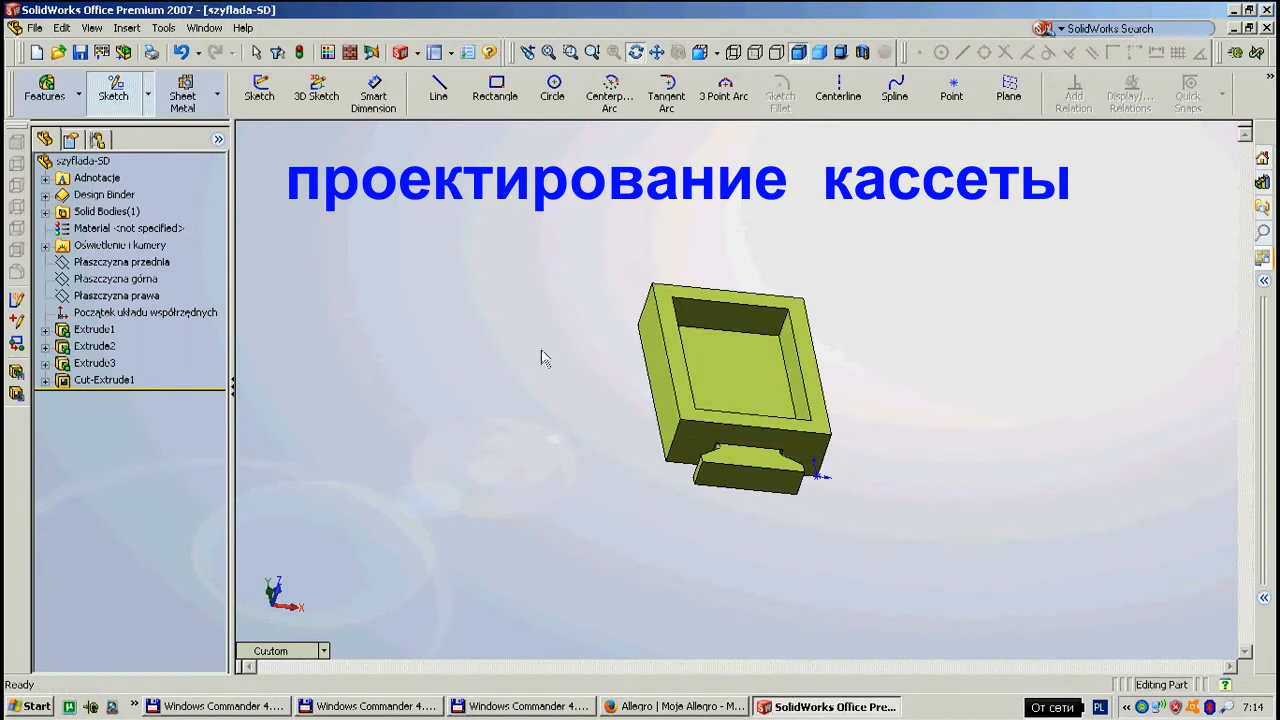 SolidWorks Office Premium 2007 - [szyflada-SD]
File Edit View Insert Tools Window Help
SolidWorks Search
Features Sketch Sheet Metal Sketch 3D Sketch Smart Dimension Line Rectangle Circle Centerp... Arc Tangent Arc 3 Point Arc Sketch Fillet Centerline Spline Point Plane Add Relation Display/... Relations Quick Snaps
проектирование кассеты
szyflada-SD
Adnotacje
Design Binder
Solid Bodies(1)
Material <not specified>
Oświetlenie i kamery
Płaszczyzna przednia
Płaszczyzna górna
Płaszczyzna prawa
Początek układu współrzędnych
Extrude1
Extrude2
Extrude3
Cut-Extrude1
Y Z
X
Custom
Ready
Editing Part
Start Windows Commander 4.... Windows Commander 4.... Windows Commander 4.... Allegro | Moje Allegro - M... SolidWorks Office Pre... От сети PL 7:14